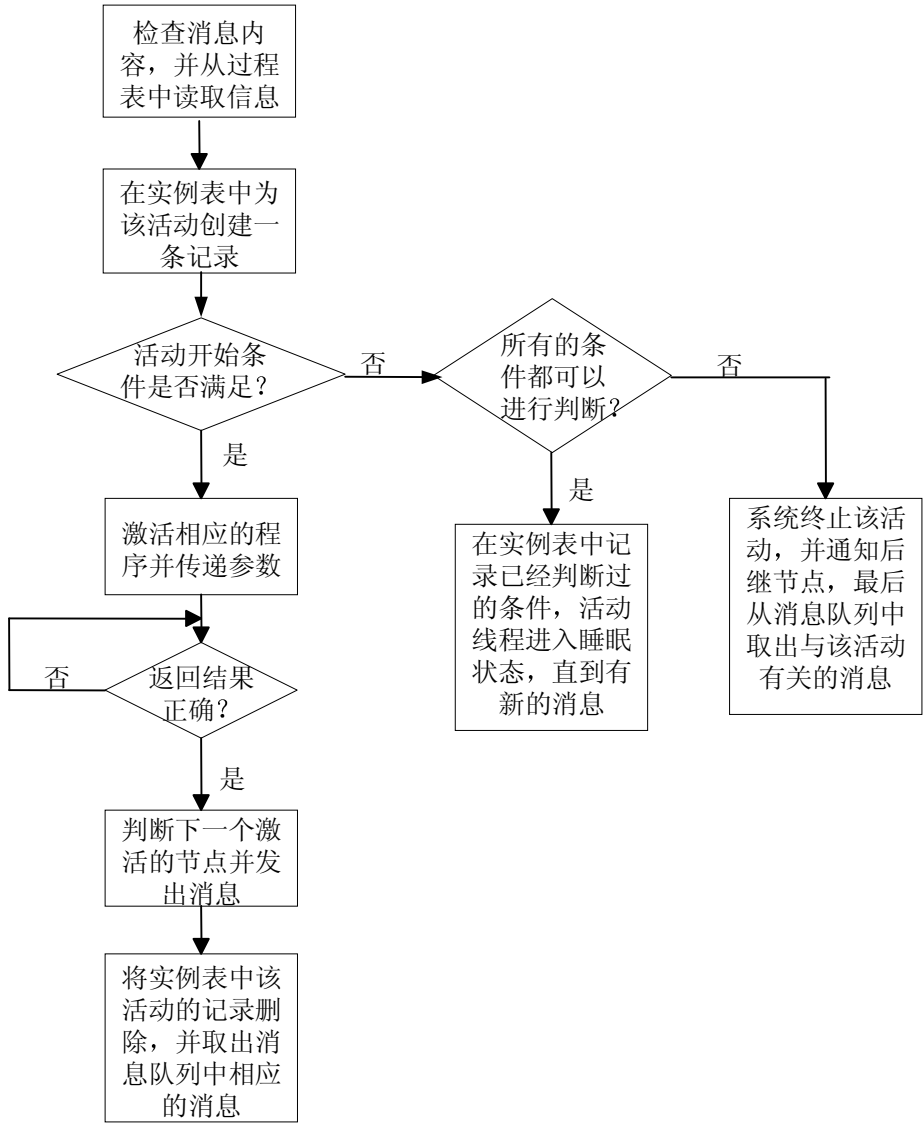 检查消息内
容，并从过程
表中读取信息
在实例表中为
该活动创建一
条记录
活动开始条
件是否满足？
否
所有的条
件都可以
进行判断？
否
是
激活相应的程
序并传递参数
是
在实例表中记
录已经判断过
的条件，活动
线程进入睡眠
状态，直到有
新的消息
系统终止该活
动，并通知后
继节点，最后
从消息队列中
取出与该活动
有关的消息
返回结果
正确？
否
是
判断下一个激
活的节点并发
出消息
将实例表中该
活动的记录删
除，并取出消
息队列中相应
的消息